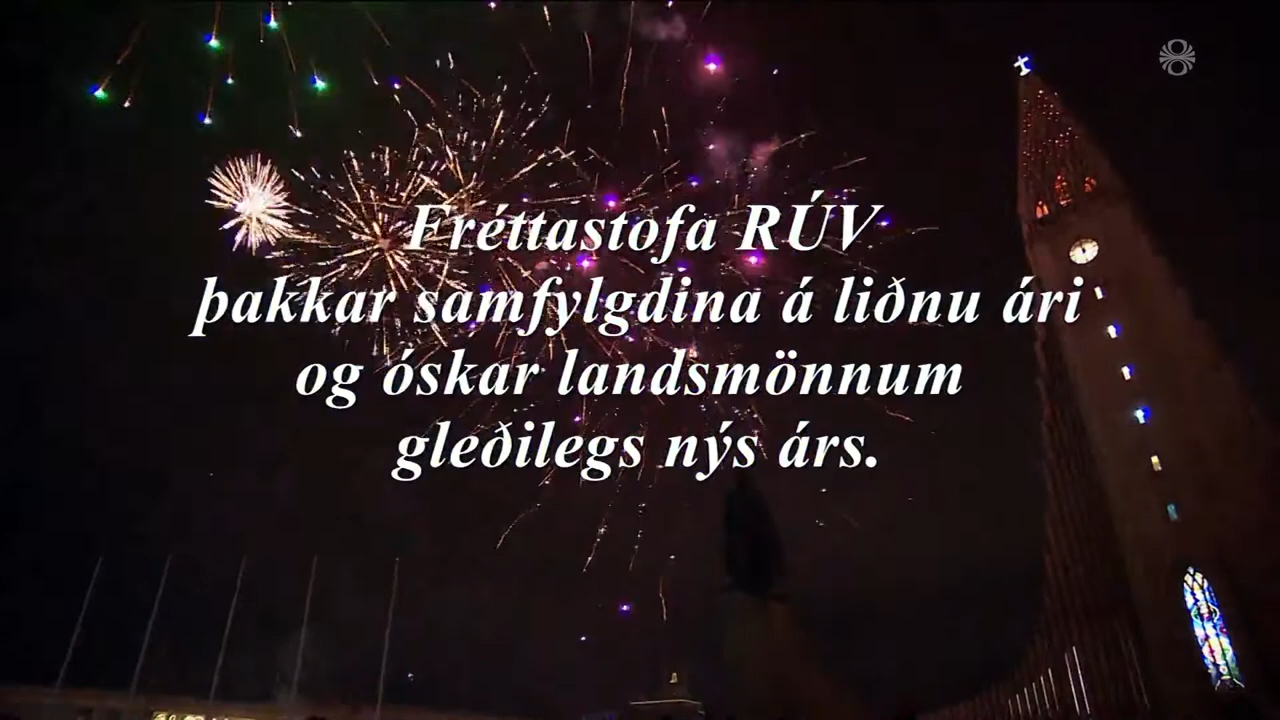 Fréttastofa RÚV
þakkar samfylgdina á liðnu ári
og óskar landsmönnum
gleðilegs nýs árs.